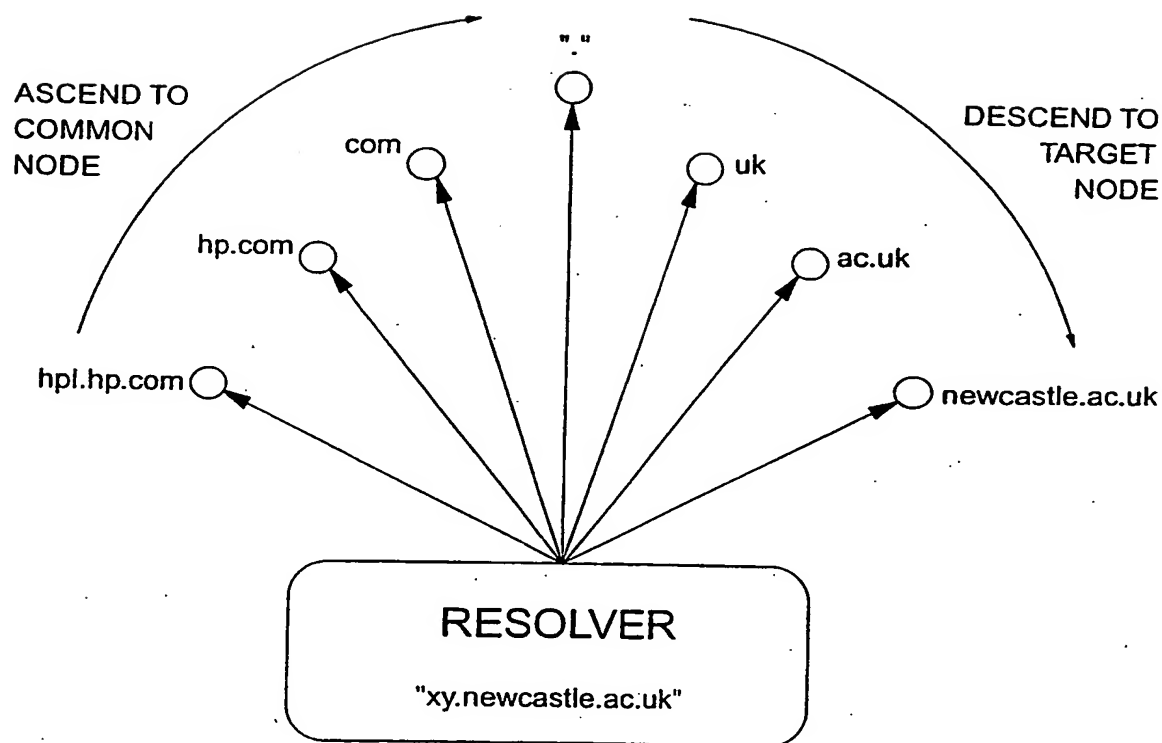 "."
ASCEND TO
COMMON
NODE
DESCEND TO
TARGET
NODE
com
uk
hp.com
ac.uk
hpl.hp.com
newcastle.ac.uk
RESOLVER
"xy.newcastle.ac.uk"